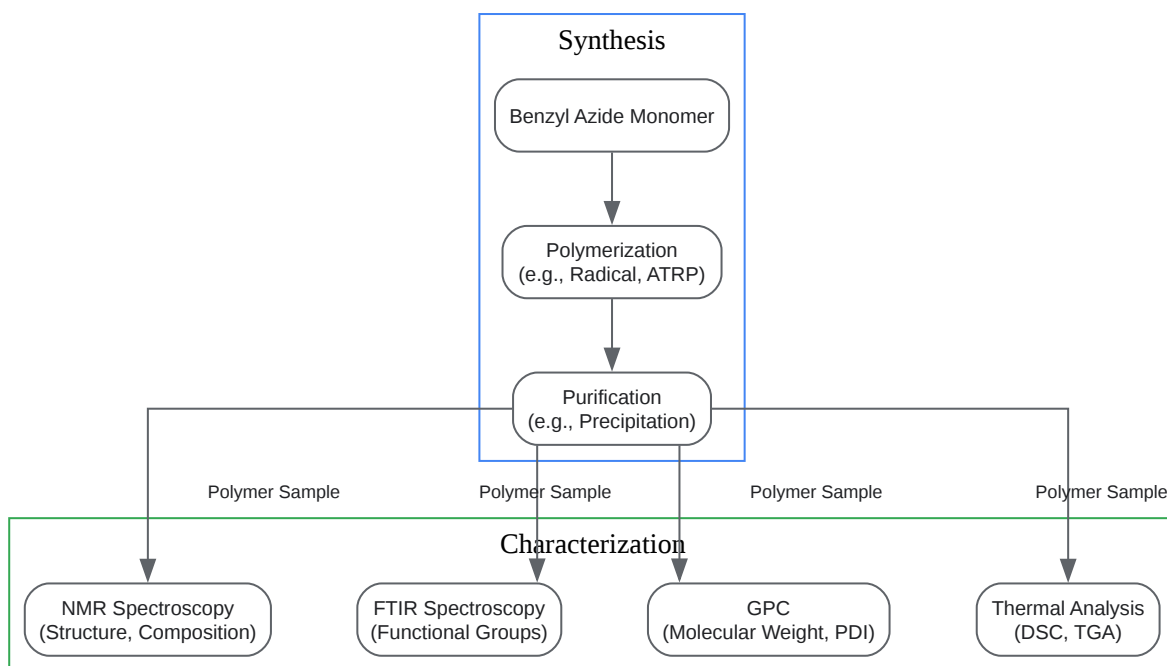 Synthesis
Benzyl Azide Monomer
Polymerization
(e.g., Radical, ATRP)
Purification
(e.g., Precipitation)
Polymer Sample
Polymer Sample
Polymer Sample
Polymer Sample
Characterization
NMR Spectroscopy
(Structure, Composition)
FTIR Spectroscopy
(Functional Groups)
GPC
(Molecular Weight, PDI)
Thermal Analysis
(DSC, TGA)